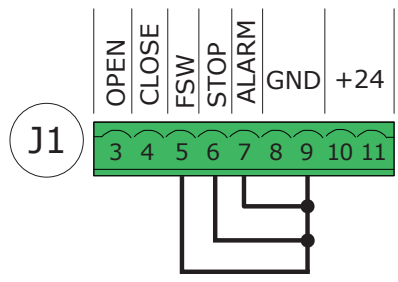 OPEN
CLOSE
FSW
STOP
ALARM
GND
+24
J1
3 4 5 6 7 8 9 10 11